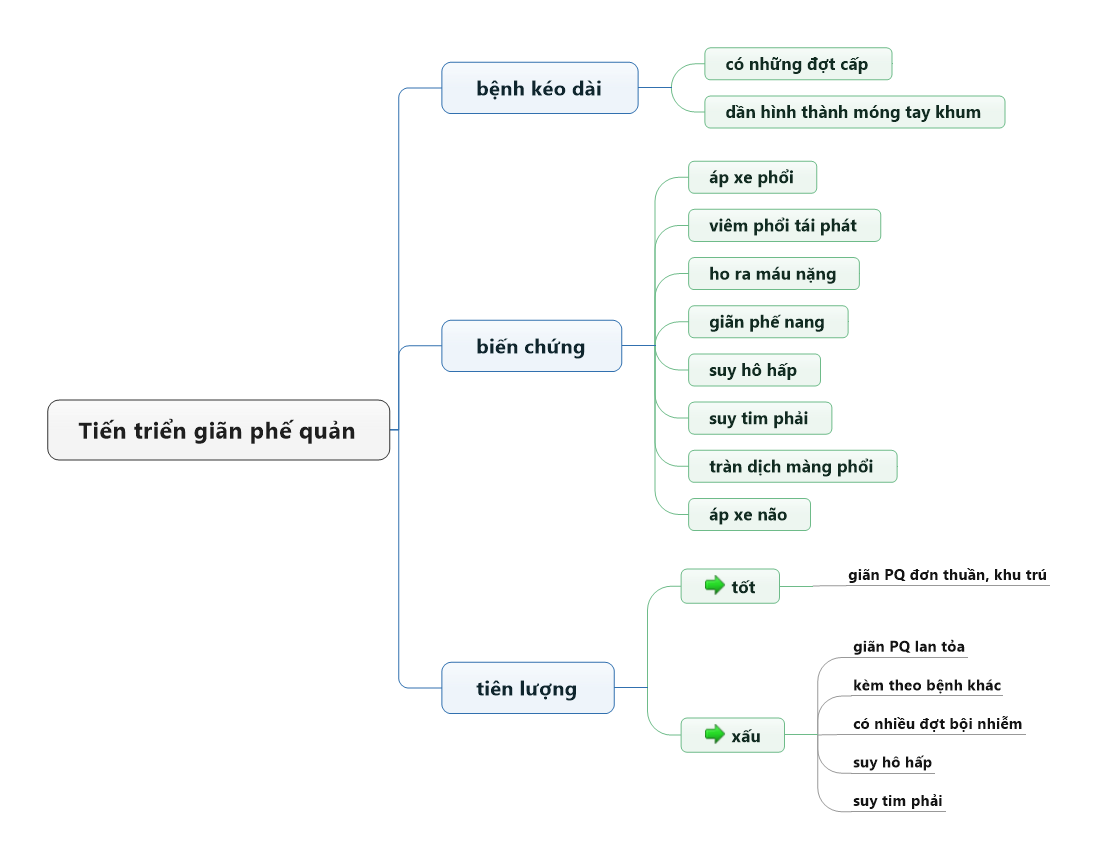 Tiến triển giãn phế quản
bệnh kéo dài
có những đợt cấp
dần hình thành móng tay khum
biến chứng
áp xe phổi
viêm phổi tái phát
ho ra máu nặng
giãn phế nang
suy hô hấp
suy tim phải
tràn dịch màng phổi
áp xe não
tiên lượng
tốt
giãn PQ đơn thuần, khu trú
xấu
giãn PQ lan tỏa
kèm theo bệnh khác
có nhiều đợt bội nhiễm
suy hô hấp
suy tim phải